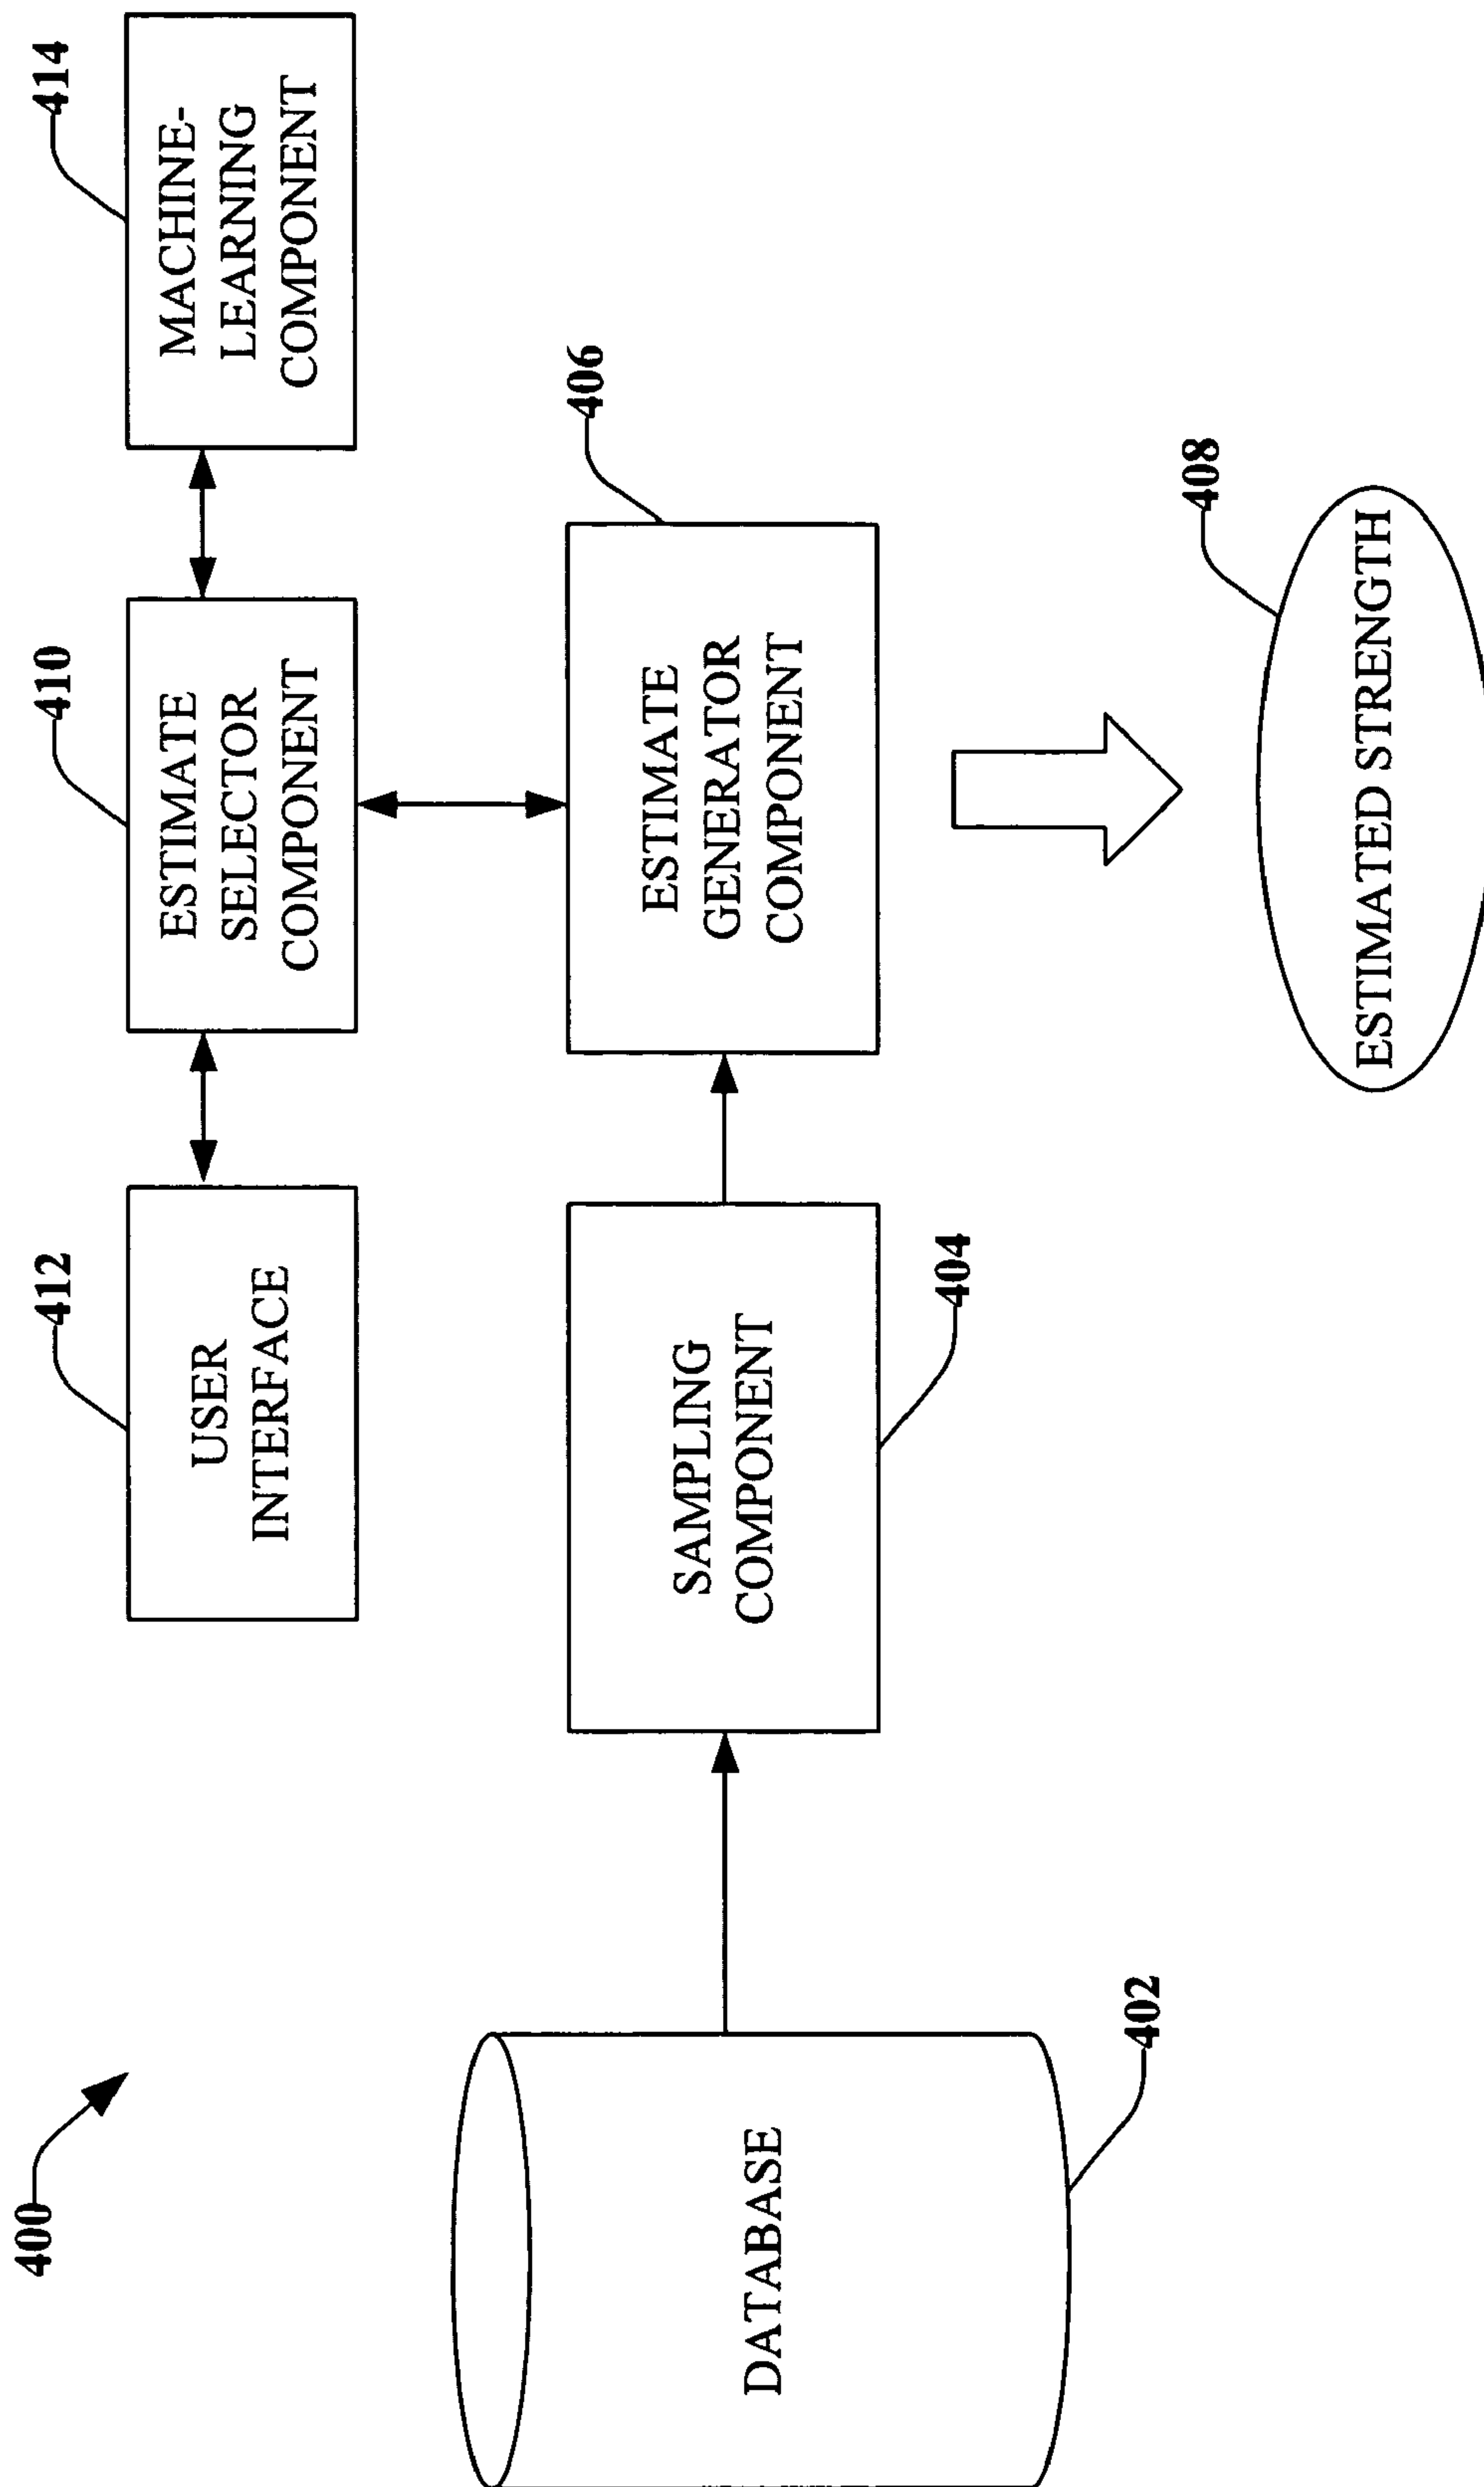 400
412
410
414
USER
INTERFACE
ESTIMATE
SELECTOR
COMPONENT
MACHINE-
LEARNING
COMPONENT
406
DATABASE
SAMPLING
COMPONENT
ESTIMATE
GENERATOR
COMPONENT
404
402
408
ESTIMATED STRENGTH